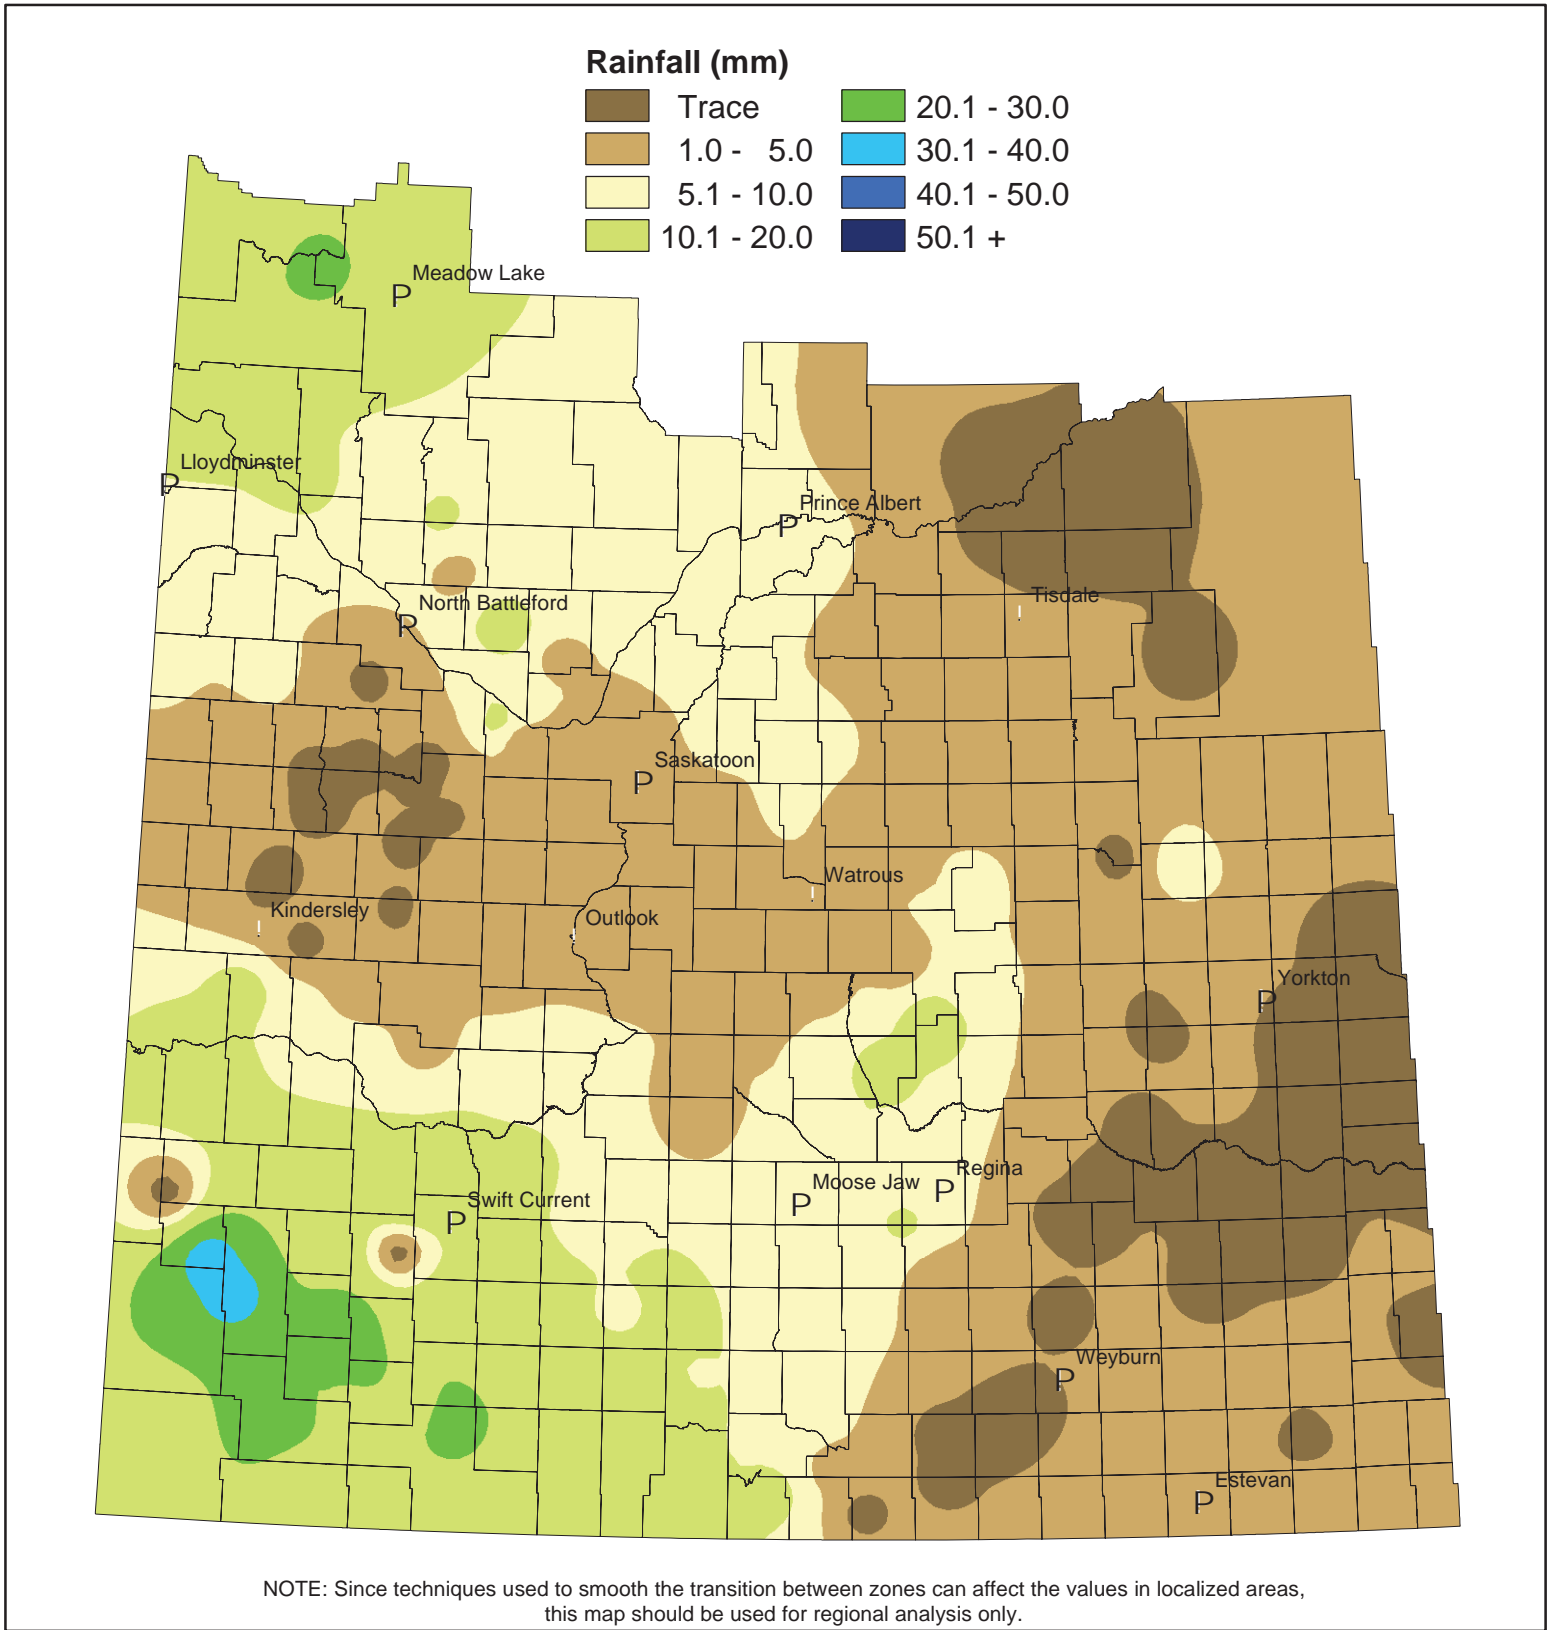 Rainfall (mm)
Trace
1.0 - 5.0
5.1 - 10.0
10.1 - 20.0
20.1 - 30.0
30.1 - 40.0
40.1 - 50.0
50.1 +
P Meadow Lake
P Lloydminster
P Prince Albert
P North Battleford
! Tisdale
P Saskatoon
! Watrous
! Kindersley
! Outlook
P Yorkton
P Swift Current
P Moose Jaw
P Regina
P Weyburn
P Estevan
NOTE: Since techniques used to smooth the transition between zones can affect the values in localized areas,
this map should be used for regional analysis only.